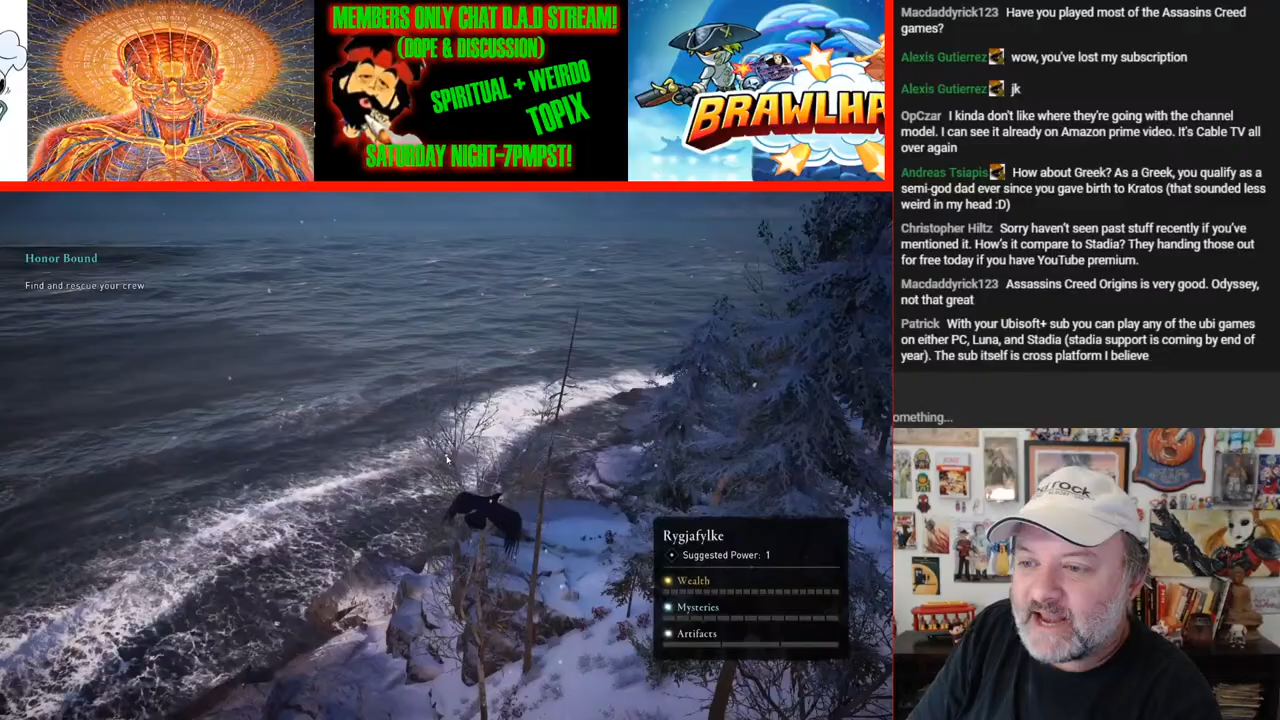 MEMBERS ONLY CHAT D.A.D STREAM!
(DOPE & DISCUSSION)
SPIRITUAL + WEIRDO
TOPIX
SATURDAY NIGHT-7PMPST!
BRAWLHA
Honor Bound
Find and rescue your crew
Rygjafylke
Suggested Power: 1
Wealth
Mysteries
Artifacts
Macdaddyrick123 Have you played most of the Assasins Creed
games?
Alexis Gutierrez wow, you've lost my subscription
Alexis Gutierrez jk
OpCzar I kinda don't like where they're going with the channel
model. I can see it already on Amazon prime video. It's Cable TV all
over again
Andreas Tsiapis How about Greek? As a Greek, you qualify as a
semi-god dad ever since you gave birth to Kratos (that sounded less
weird in my head :D)
Christopher Hiltz Sorry haven't seen past stuff recently if you've
mentioned it. How's it compare to Stadia? They handing those out
for free today if you have YouTube premium.
Macdaddyrick123 Assassins Creed Origins is very good. Odyssey,
not that great
Patrick With your Ubisoft+ sub you can play any of the ubi games
on either PC, Luna, and Stadia (stadia support is coming by end of
year). The sub itself is cross platform I believe
omething...
rock